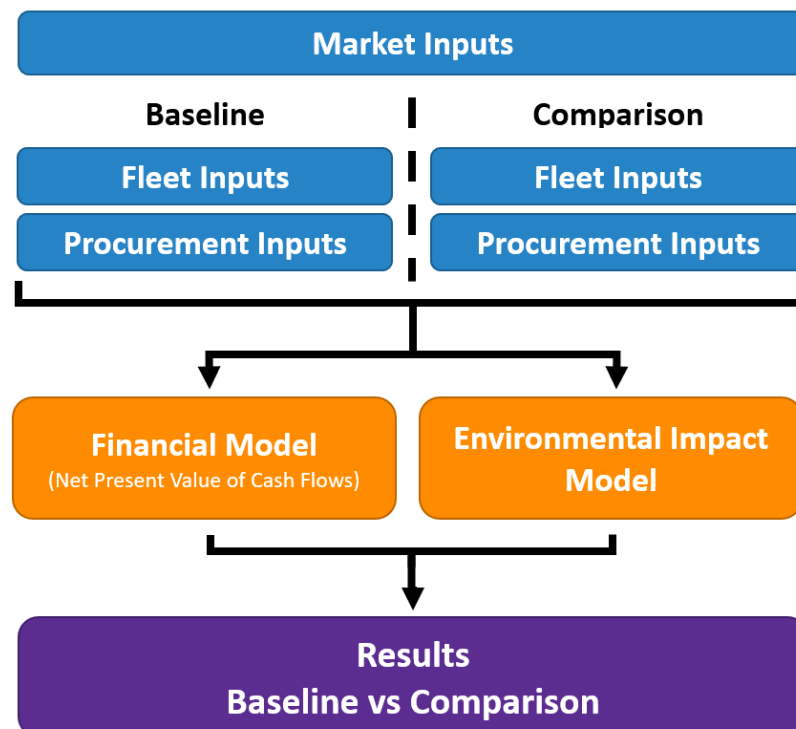 Market Inputs
Baseline
Comparison
Fleet Inputs
Fleet Inputs
Procurement Inputs
Procurement Inputs
Financial Model
(Net Present Value of Cash Flows)
Environmental Impact
Model
Results
Baseline vs Comparison